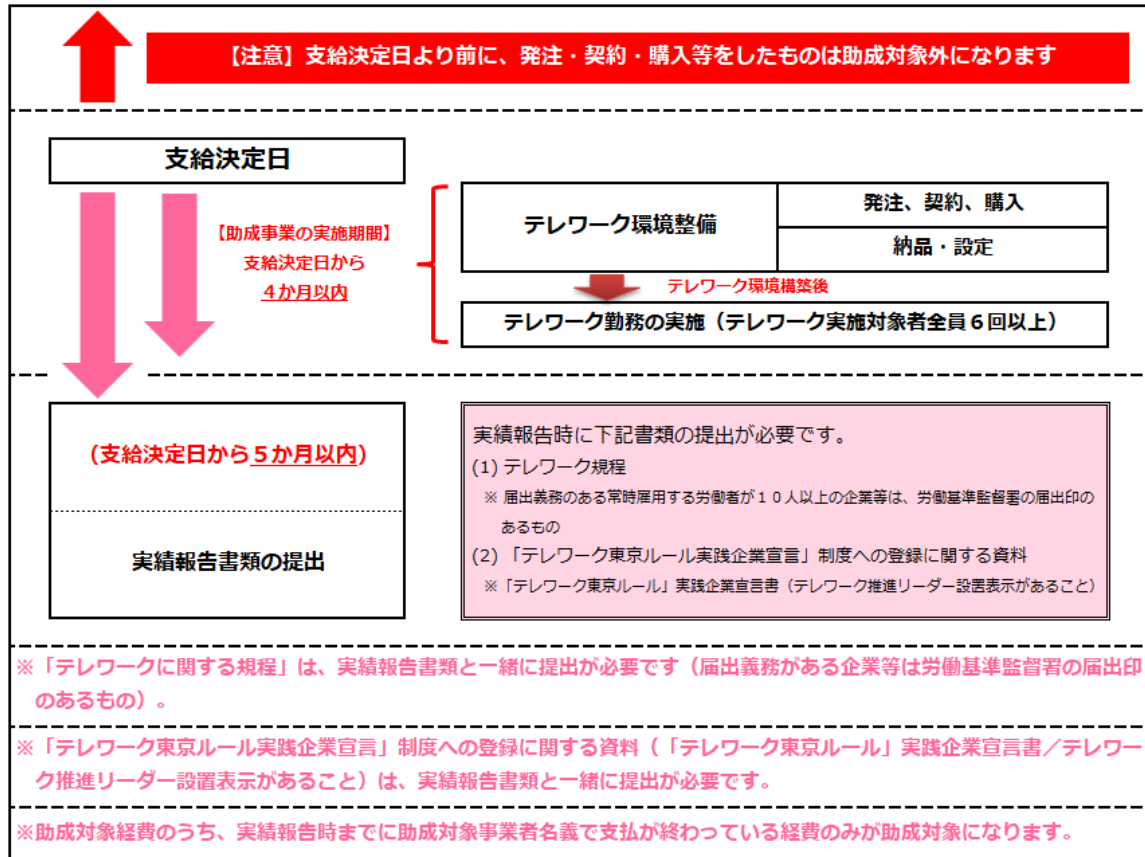 【注意】支給決定日より前に、発注・契約・購入等をしたものは助成対象外になります
支給決定日
【助成事業の実施期間】
支給決定日から
４か月以内
テレワーク環境整備
発注、契約、購入
納品・設定
テレワーク環境構築後
テレワーク勤務の実施（テレワーク実施対象者全員６回以上）
(支給決定日から５か月以内)
実績報告書類の提出
実績報告時に下記書類の提出が必要です。
(1) テレワーク規程
※ 届出義務のある常時雇用する労働者が１０人以上の企業等は、労働基準監督署の届出印の
あるもの
(2) 「テレワーク東京ルール実践企業宣言」制度への登録に関する資料
※「テレワーク東京ルール」実践企業宣言書（テレワーク推進リーダー設置表示があること）
※「テレワークに関する規程」は、実績報告書類と一緒に提出が必要です（届出義務がある企業等は労働基準監督署の届出印
のあるもの）。
※「テレワーク東京ルール実践企業宣言」制度への登録に関する資料（「テレワーク東京ルール」実践企業宣言書／テレワー
ク推進リーダー設置表示があること）は、実績報告書類と一緒に提出が必要です。
※助成対象経費のうち、実績報告時までに助成対象事業者名義で支払が終わっている経費のみが助成対象になります。